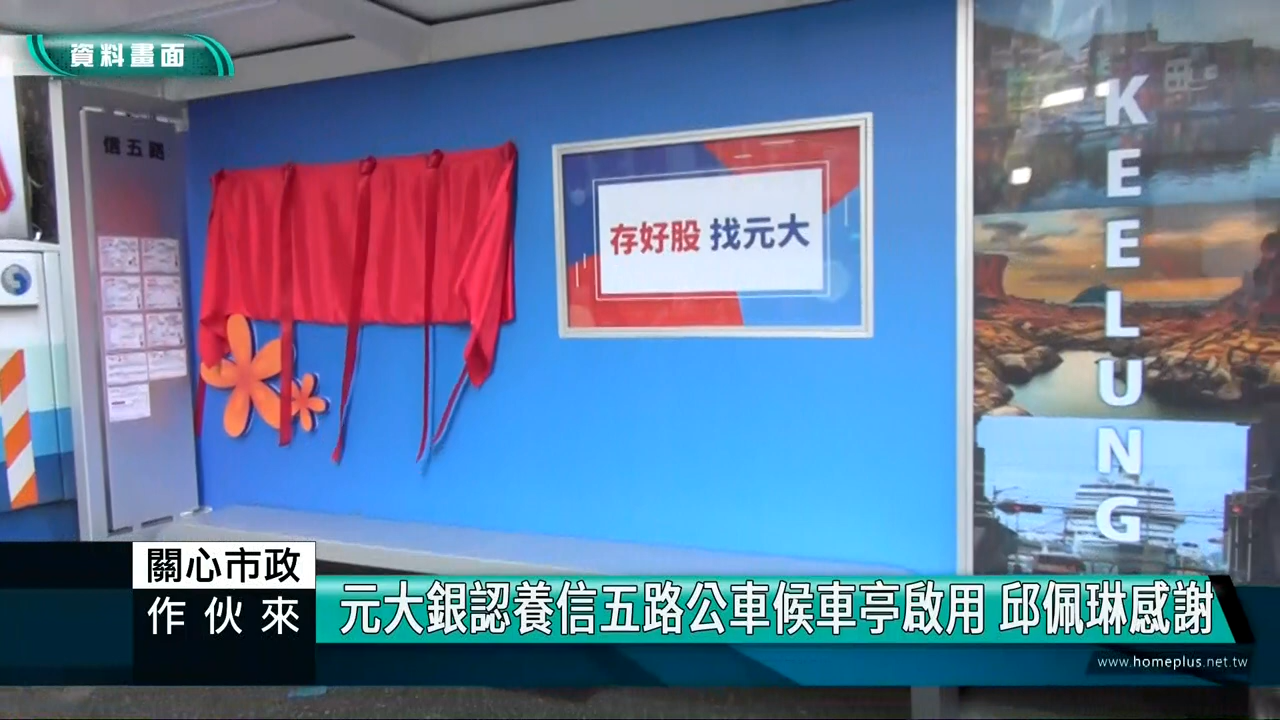 資料畫面
信五路
存好股 找元大
KEELUNG
關心市政
作伙來
元大銀認養信五路公車候車亭啟用 邱佩琳感謝
www.homeplus.net.tw